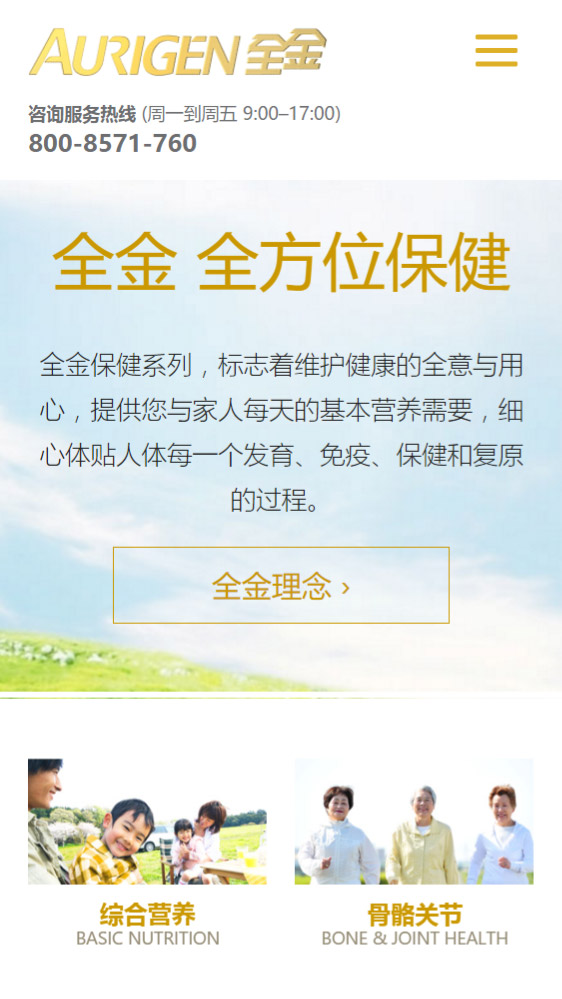 AURIGEN 全金
咨询服务热线 (周一到周五 9:00–17:00)
800-8571-760
全金 全方位保健
全金保健系列，标志着维护健康的全意与用
心，提供您与家人每天的基本营养需要，细
心体贴人体每一个发育、免疫、保健和复原
的过程。
全金理念 ›
综合营养
BASIC NUTRITION
骨骼关节
BONE & JOINT HEALTH